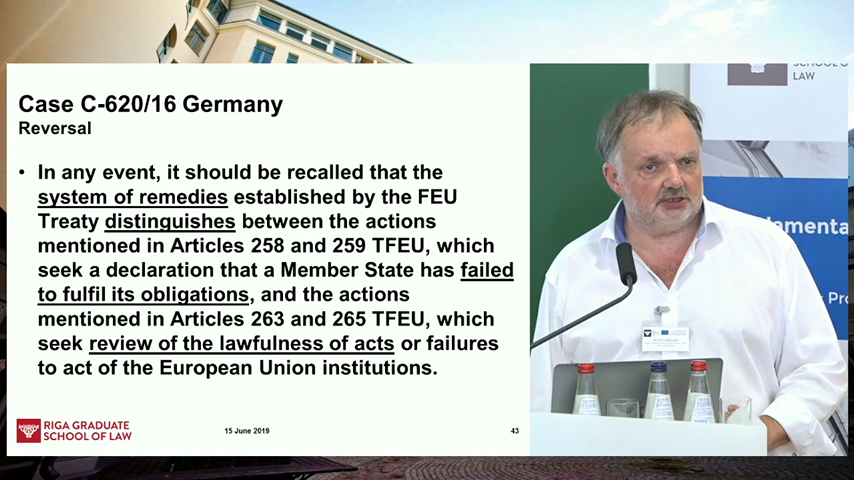 Case C-620/16 Germany
Reversal
• In any event, it should be recalled that the
system of remedies established by the FEU
Treaty distinguishes between the actions
mentioned in Articles 258 and 259 TFEU, which
seek a declaration that a Member State has failed
to fulfil its obligations, and the actions
mentioned in Articles 263 and 265 TFEU, which
seek review of the lawfulness of acts or failures
to act of the European Union institutions.
RIGA GRADUATE
SCHOOL OF LAW
15 June 2019
43
LAW